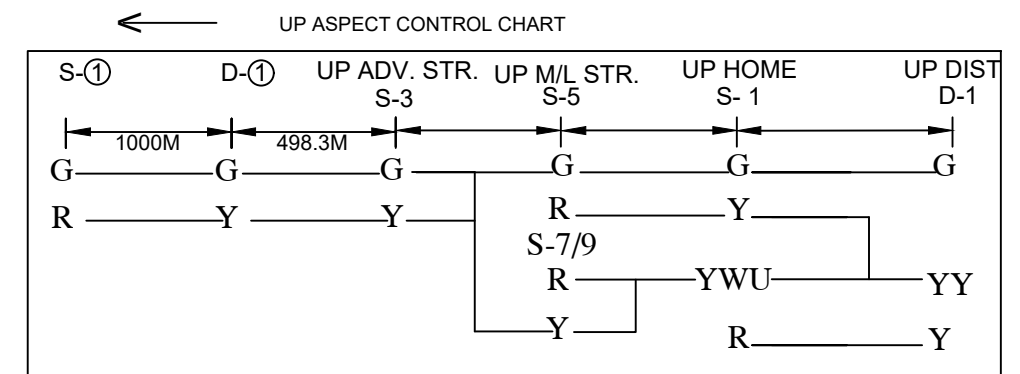 UP ASPECT CONTROL CHART
S-① D-① UP ADV. STR. UP M/L STR. UP HOME UP DIST
S-3 S-5 S- 1 D-1
1000M 498.3M
G G G G G G
R Y Y R Y
S-7/9
R YWU YY
Y R Y